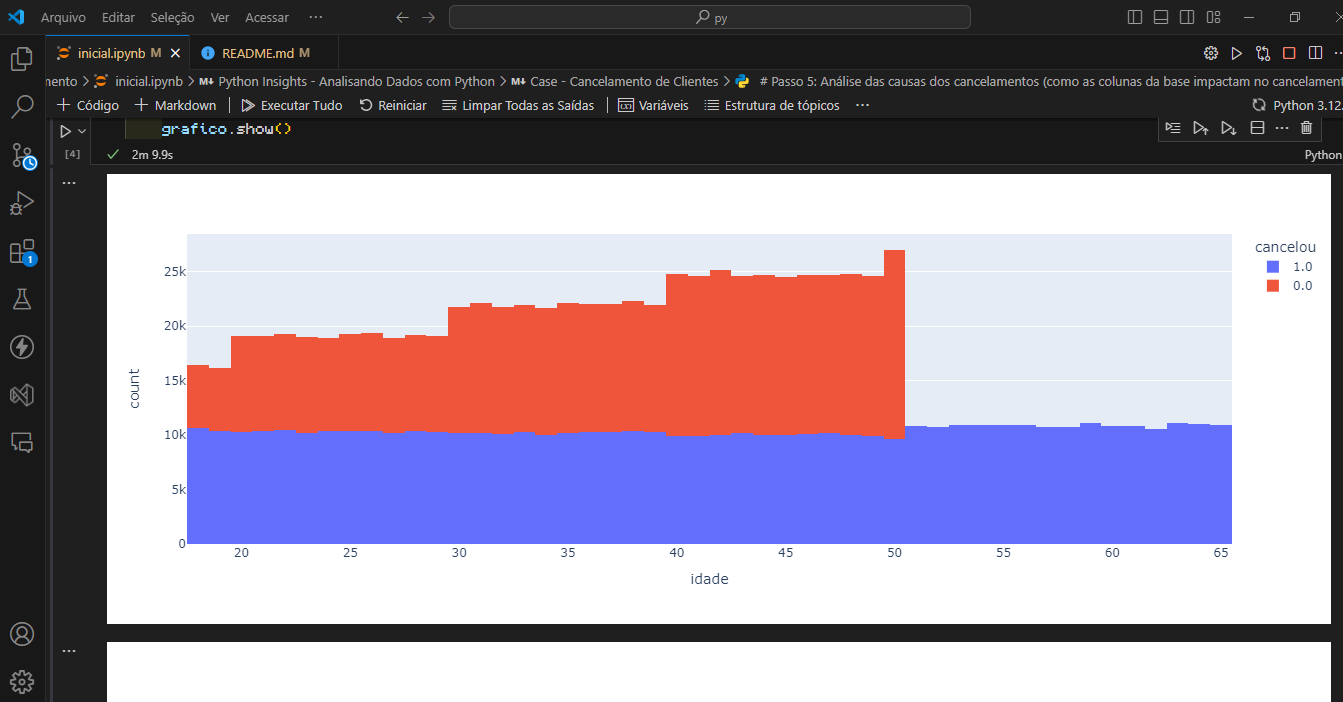 Arquivo Editar Seleção Ver Acessar ··· py
inicial.ipynb M README.md M
mento > inicial.ipynb > M↓ Python Insights - Analisando Dados com Python > M↓ Case - Cancelamento de Clientes > # Passo 5: Análise das causas dos cancelamentos (como as colunas da base impactam no cancelament
+ Código + Markdown Executar Tudo Reiniciar Limpar Todas as Saídas Variáveis Estrutura de tópicos ··· Python 3.12.
grafico.show()
[4] 2m 9.9s Python
cancelou
1.0
0.0
25k
20k
15k
10k
5k
0
count
20 25 30 35 40 45 50 55 60 65
idade
1